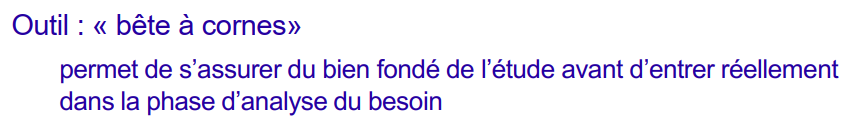 Outil : « bête à cornes»
permet de s’assurer du bien fondé de l’étude avant d’entrer réellement
dans la phase d’analyse du besoin